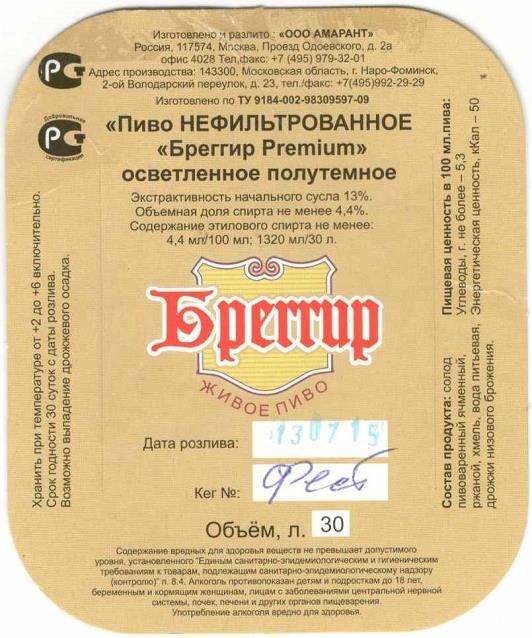 Изготовлено и разлито : «ООО АМАРАНТ»
Россия, 117574, Москва, Проезд Одоевского, д. 2а
офис 4028 Тел,факс: +7 (495) 979-32-01
Адрес производства: 143300, Московская область, г. Наро-Фоминск,
2-ой Володарский переулок, д. 23, тел./факс: +7(495)992-29-29
Изготовлено по ТУ 9184-002-98309597-09
РСТ
Добровольная
РСТ
сертификация
«Пиво НЕФИЛЬТРОВАННОЕ
«Бреггир Premium»
осветленное полутемное
Экстрактивность начального сусла 13%.
Объемная доля спирта не менее 4,4%.
Содержание этилового спирта не менее:
4,4 мл/100 мл; 1320 мл/30 л.
Бреггир
ЖИВОЕ ПИВО
Дата розлива: 130715
Кег №:
Объём, л. 30
Содержание вредных для здоровья веществ не превышает допустимого
уровня, установленного "Единым санитарно-эпидемиологическим и гигиеническим
требованиям к товарам, подлежащим санитарно-эпидемиологическому надзору
(контролю)" п. 8.4. Алкоголь противопоказан детям и подросткам до 18 лет,
беременным и кормящим женщинам, лицам с заболеваниями центральной нервной
системы, почек, печени и других органов пищеварения.
Употребление алкоголя вредно для здоровья.
Хранить при температуре от +2 до +6 включительно.
Срок годности 30 суток с даты розлива.
Возможно выпадение дрожжевого осадка.
Пищевая ценность в 100 мл.пива:
Углеводы, г. не более – 5,3
Энергетическая ценность, кКал – 50
Состав продукта: солод
пивоваренный ячменный,
ржаной, хмель, вода питьевая,
дрожжи низового брожения.